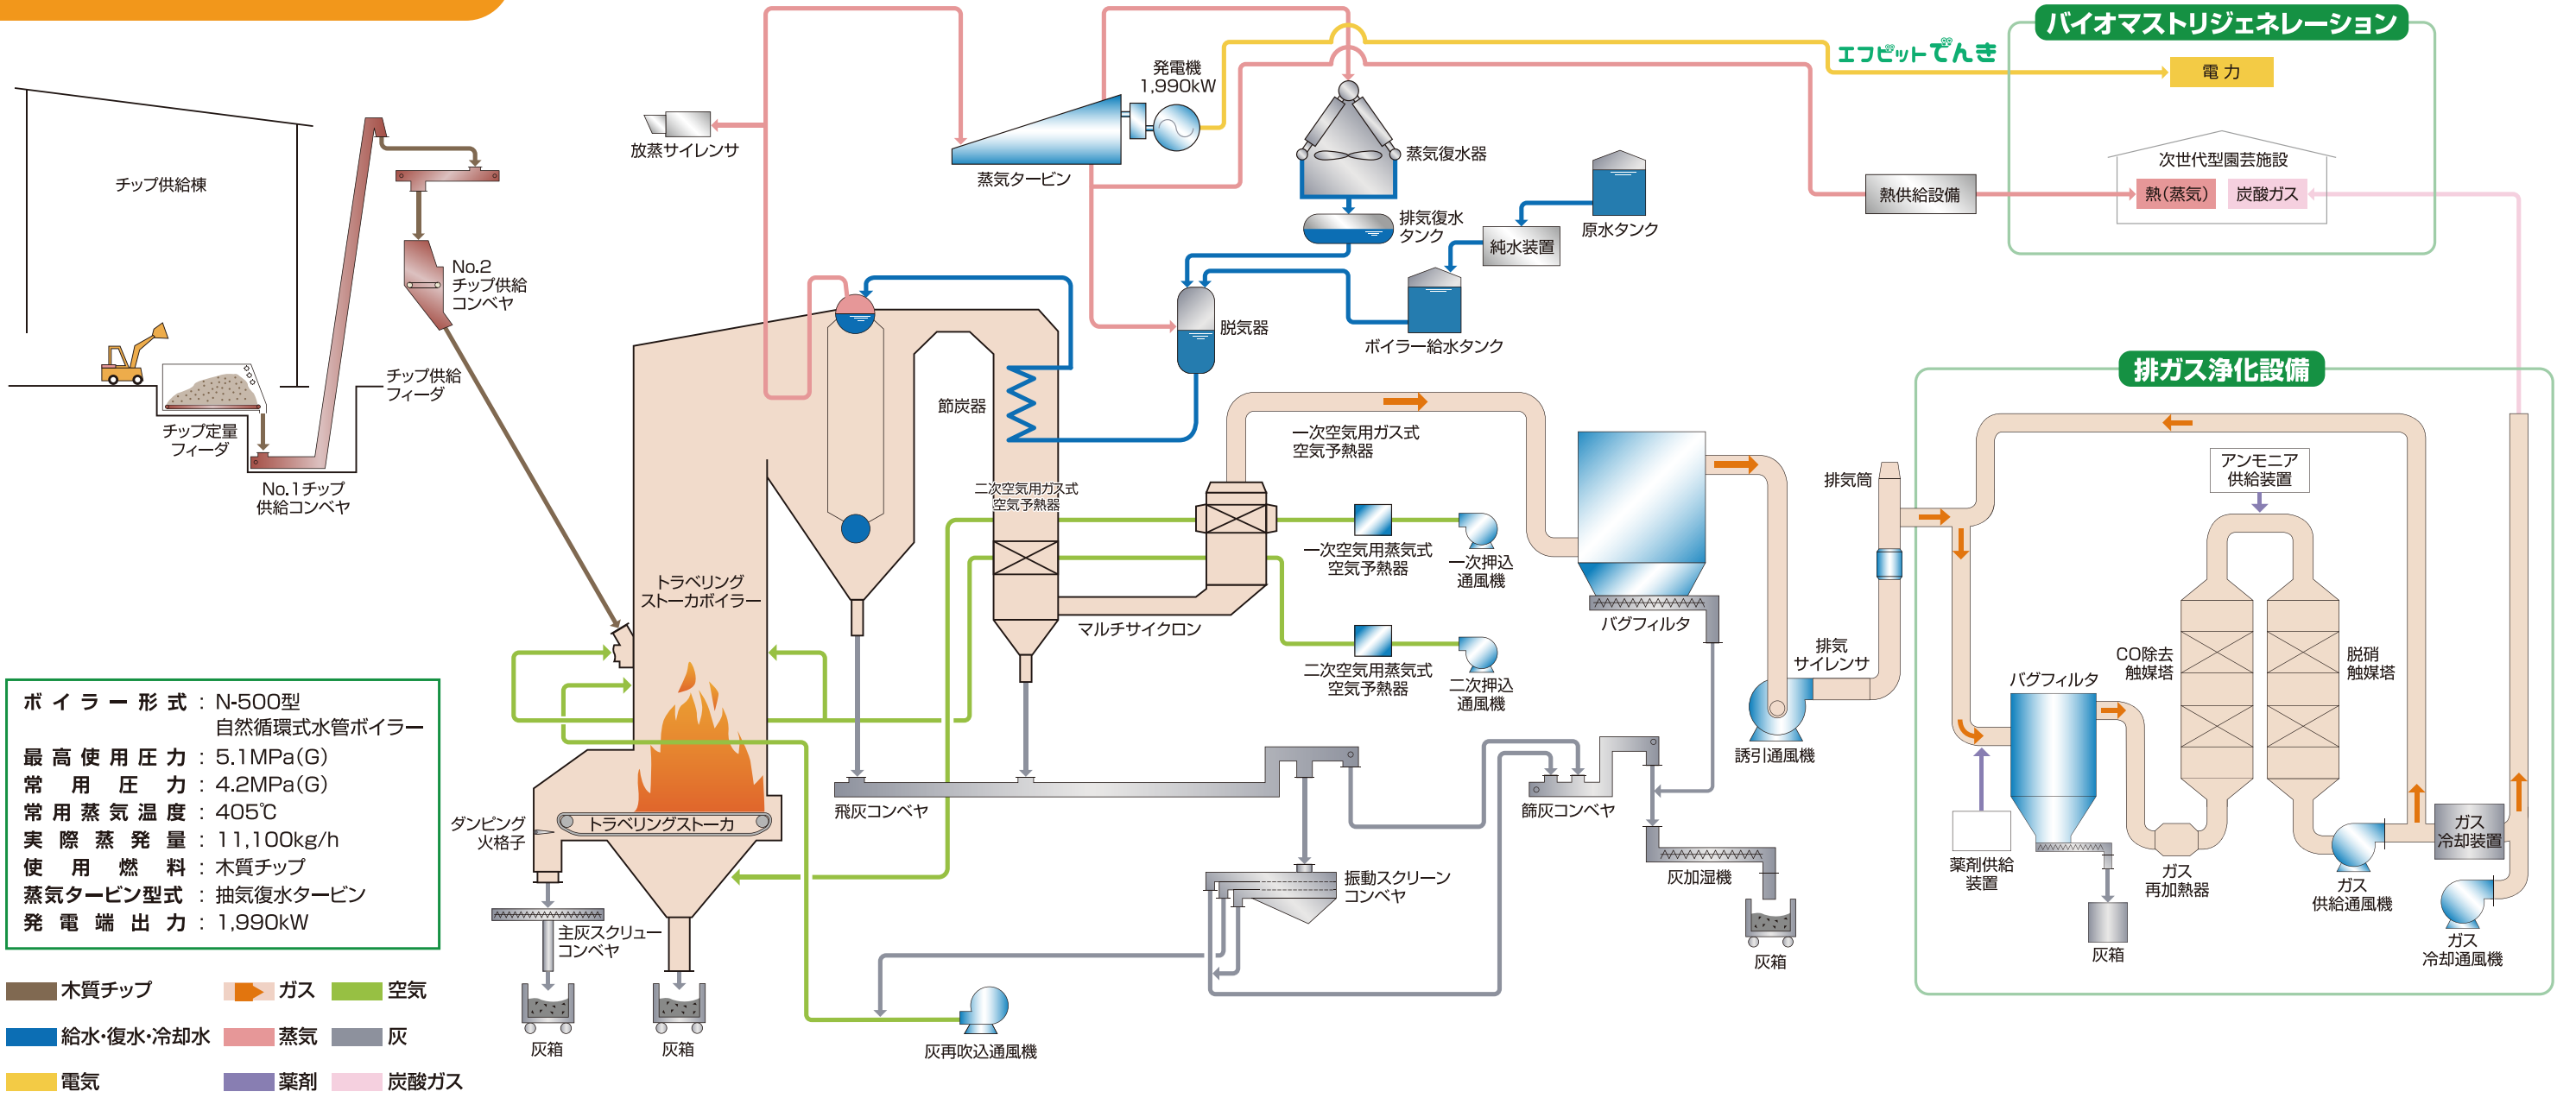 バイオマストリジェネレーション
エフビットでんき
電力
発電機
1,990kW
放蒸サイレンサ
蒸気タービン
蒸気復水器
次世代型園芸施設
熱(蒸気)
炭酸ガス
熱供給設備
チップ供給棟
排気復水
タンク
原水タンク
純水装置
No.2
チップ供給
コンベヤ
脱気器
ボイラー給水タンク
排ガス浄化設備
チップ供給
フィーダ
節炭器
チップ定量
フィーダ
一次空気用ガス式
空気予熱器
No.1チップ
供給コンベヤ
二次空気用ガス式
空気予熱器
排気筒
アンモニア
供給装置
一次空気用蒸気式
空気予熱器
一次押込
通風機
トラベリング
ストーカボイラー
マルチサイクロン
バグフィルタ
排気
サイレンサ
CO除去
触媒塔
脱硝
触媒塔
二次空気用蒸気式
空気予熱器
二次押込
通風機
バグフィルタ
誘引通風機
ボイラー形式:N-500型
自然循環式水管ボイラー
最高使用圧力:5.1MPa(G)
常用圧力:4.2MPa(G)
常用蒸気温度:405℃
実際蒸発量:11,100kg/h
使用燃料:木質チップ
蒸気タービン型式:抽気復水タービン
発電端出力:1,990kW
飛灰コンベヤ
篩灰コンベヤ
ダンピング
火格子
トラベリングストーカ
ガス
冷却装置
薬剤供給
装置
ガス
再加熱器
ガス
供給通風機
振動スクリーン
コンベヤ
灰加湿機
主灰スクリュー
コンベヤ
灰箱
灰箱
ガス
冷却通風機
木質チップ
ガス
空気
給水・復水・冷却水
蒸気
灰
電気
薬剤
炭酸ガス
灰箱
灰箱
灰再吹込通風機